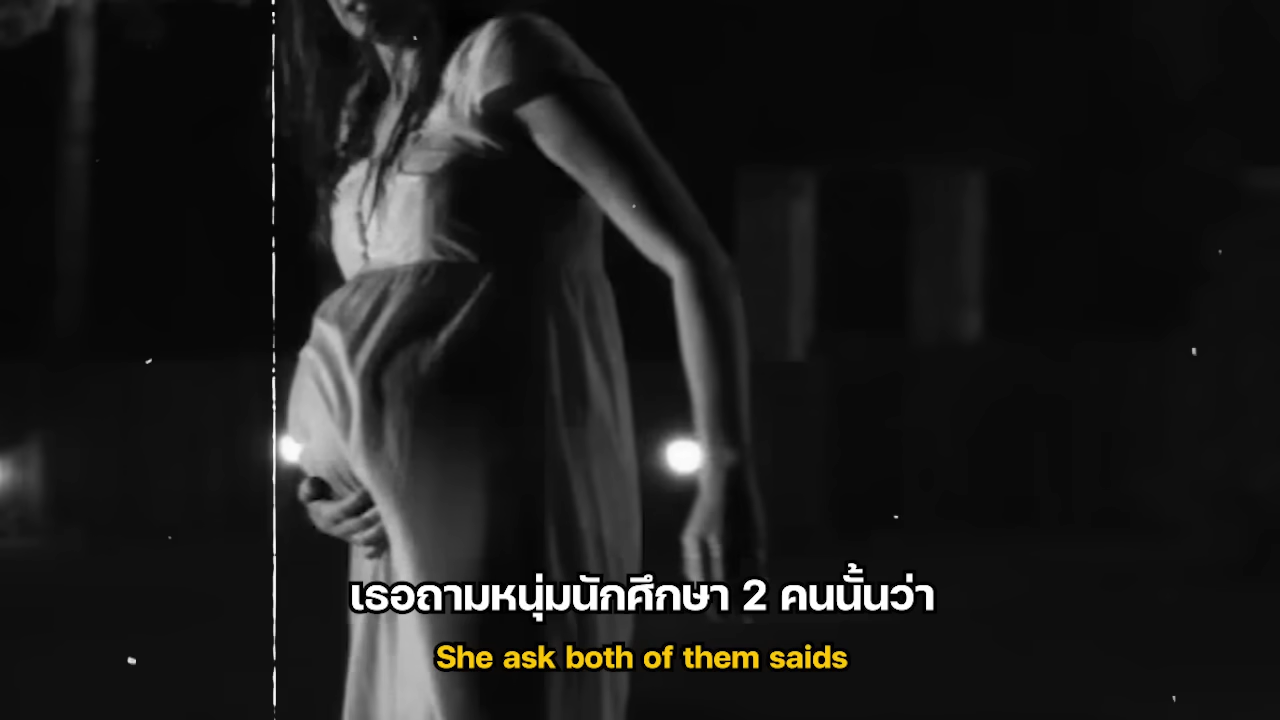 เธอถามหนุ่มนักศึกษา 2 คนนั้นว่า
She ask both of them saids